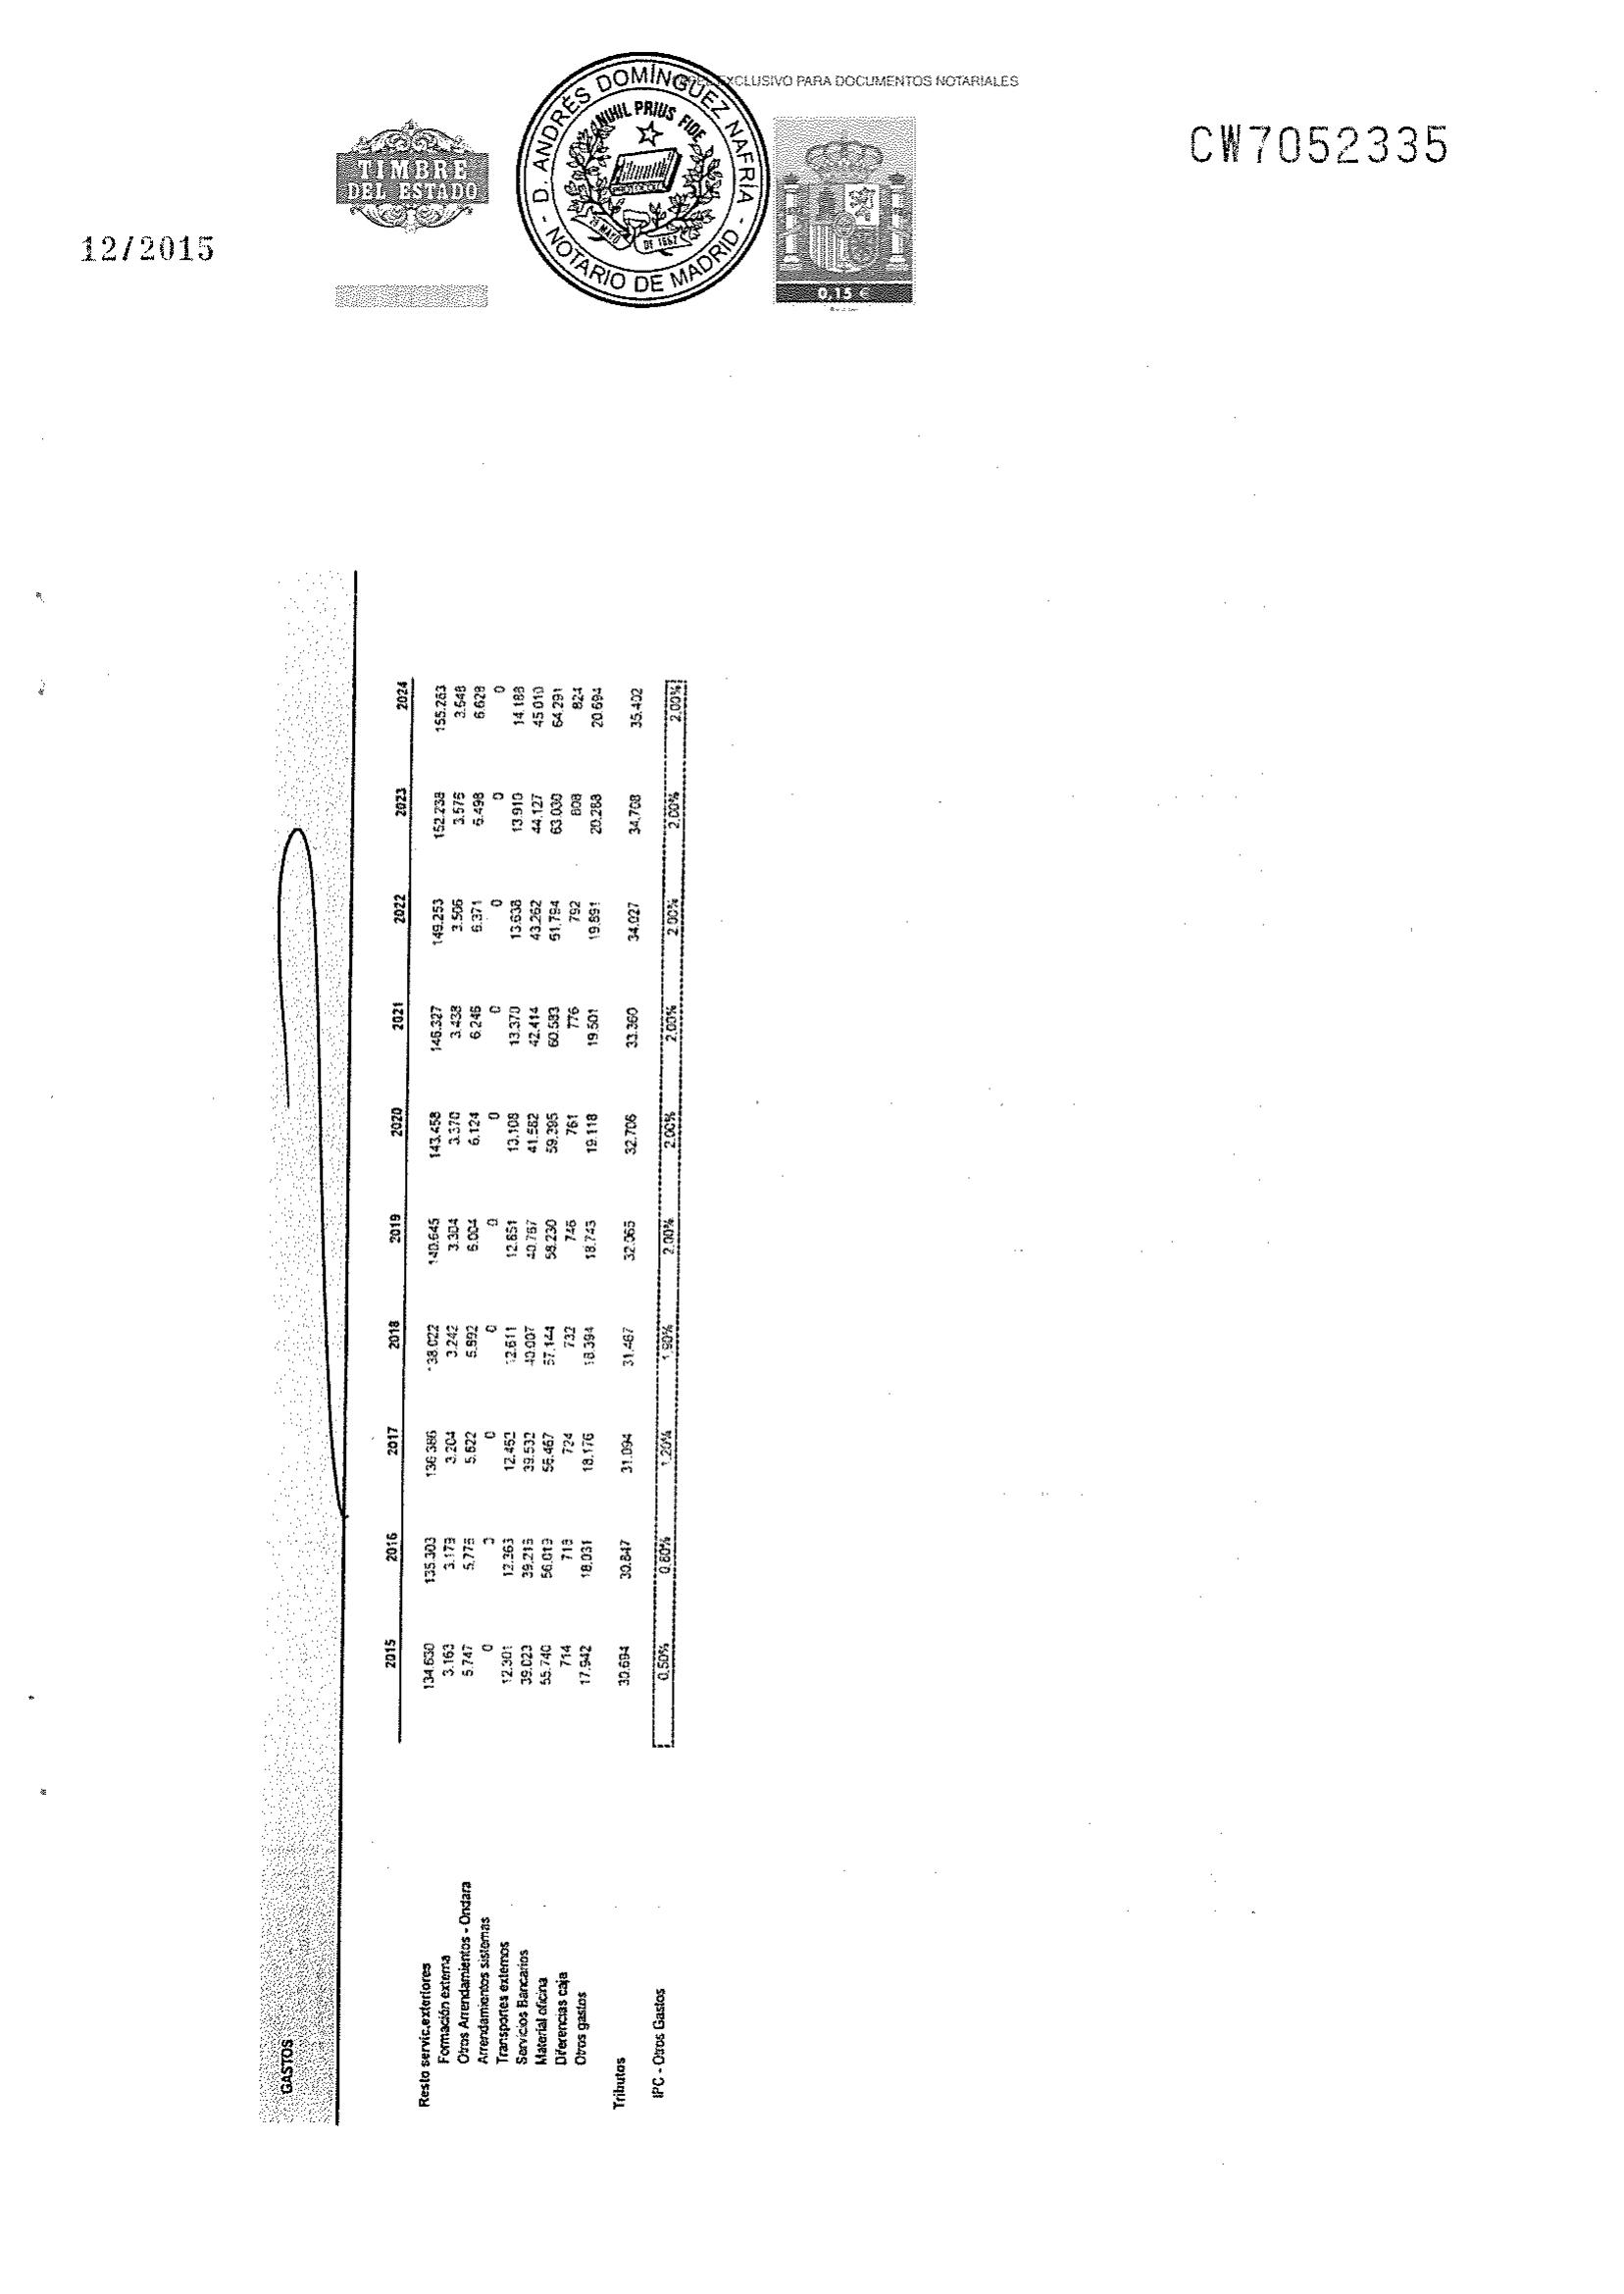 EXCLUSIVO PARA DOCUMENTOS NOTARIALES
CW7052335
TIMBRE
DEL ESTADO
D. ANDRÉS DOMÍNGUEZ NAFRÍA
- NOTARIO DE MADRID -
NIHIL PRIUS FIDE
28 MAYO DE 1862
0,15 €
12/2015
GASTOS
2015 2016 2017 2018 2019 2020 2021 2022 2023 2024
Resto servic.exteriores 134.630 135.303 136.386 138.022 140.645 143.458 146.327 149.253 152.238 155.283
Formación externa 3.163 3.179 3.204 3.242 3.304 3.370 3.438 3.506 3.576 3.648
Otros Arrendamientos - Ondara 5.747 5.775 5.822 5.892 6.004 6.124 6.246 6.371 6.498 6.628
Arrendamientos sistemas 0 0 0 0 0 0 0 0 0 0
Transportes externos 12.301 12.363 12.462 12.611 12.851 13.108 13.370 13.638 13.910 14.188
Servicios Bancarios 39.023 39.218 39.532 40.007 40.767 41.582 42.414 43.262 44.127 45.010
Material oficina 55.740 56.019 56.467 57.144 58.230 59.395 60.583 61.794 63.030 64.291
Diferencias caja 714 718 724 732 746 761 776 792 808 824
Otros gastos 17.942 18.031 18.176 18.394 18.743 19.118 19.501 19.891 20.288 20.694
Tributos 30.694 30.847 31.094 31.467 32.065 32.706 33.360 34.027 34.708 35.402
IPC - Otros Gastos 0,50% 0,60% 1,20% 1,90% 2,00% 2,00% 2,00% 2,00% 2,00% 2,00%